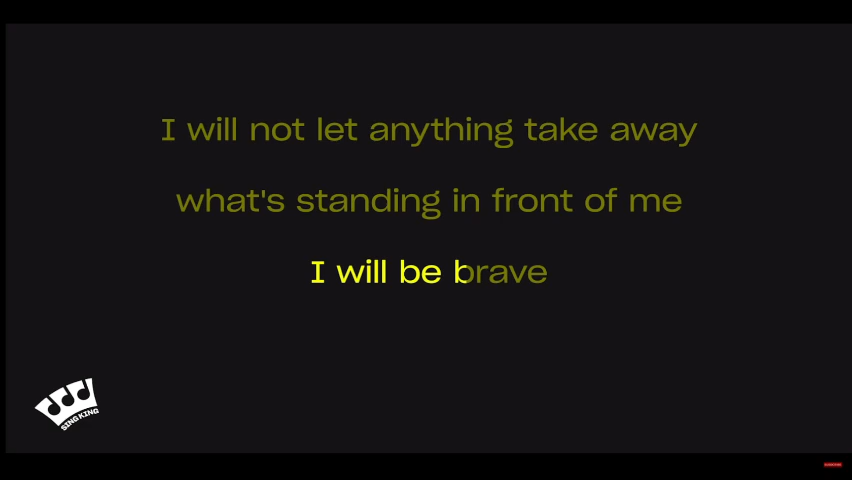 I will be brave
I will not let anything take away
what's standing in front of me
SING KING